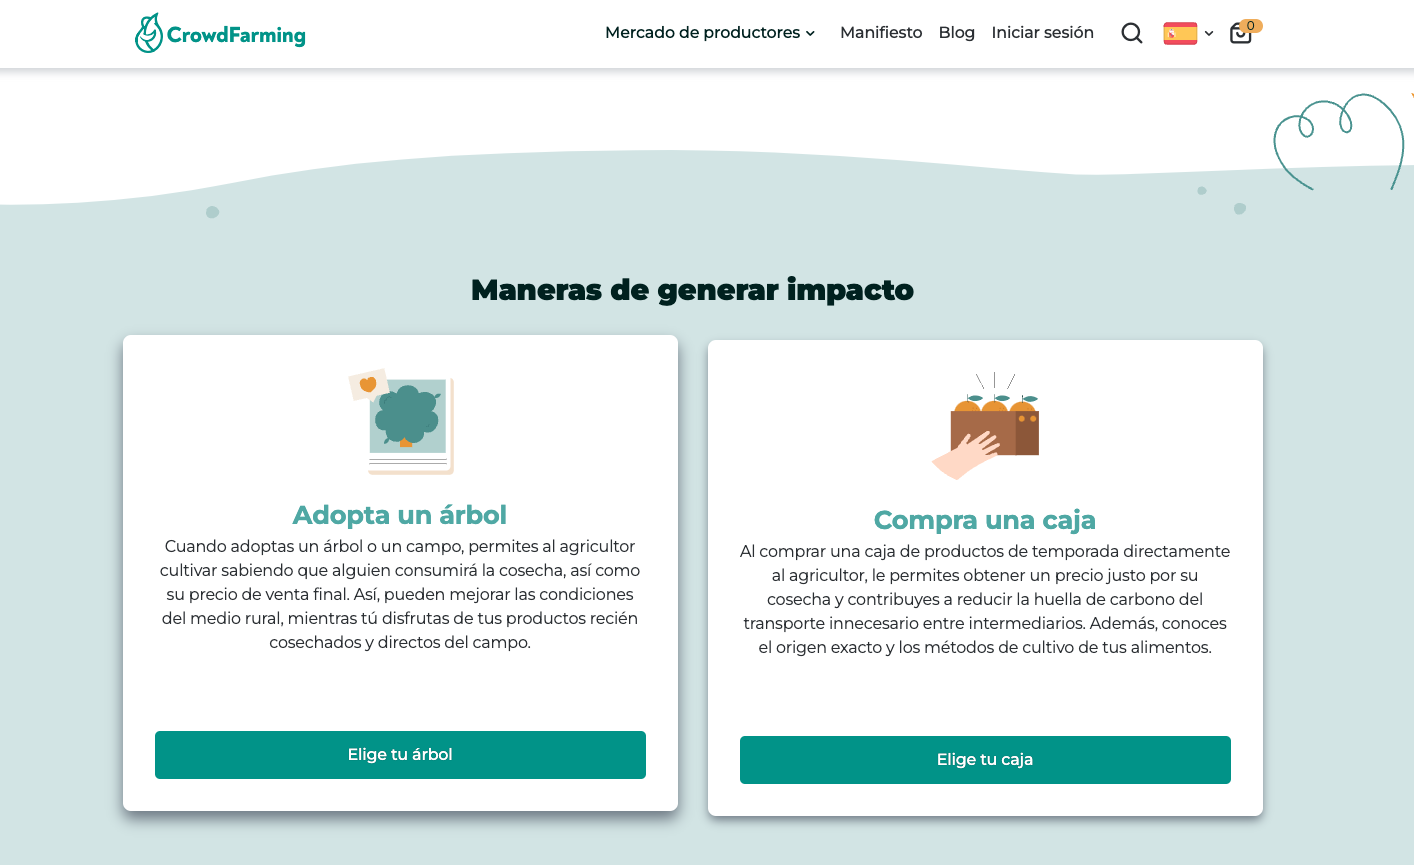 CrowdFarming
Mercado de productores
Manifiesto
Blog
Iniciar sesión
0
Maneras de generar impacto
Adopta un árbol
Cuando adoptas un árbol o un campo, permites al agricultor
cultivar sabiendo que alguien consumirá la cosecha, así como
su precio de venta final. Así, pueden mejorar las condiciones
del medio rural, mientras tú disfrutas de tus productos recién
cosechados y directos del campo.
Elige tu árbol
Compra una caja
Al comprar una caja de productos de temporada directamente
al agricultor, le permites obtener un precio justo por su
cosecha y contribuyes a reducir la huella de carbono del
transporte innecesario entre intermediarios. Además, conoces
el origen exacto y los métodos de cultivo de tus alimentos.
Elige tu caja